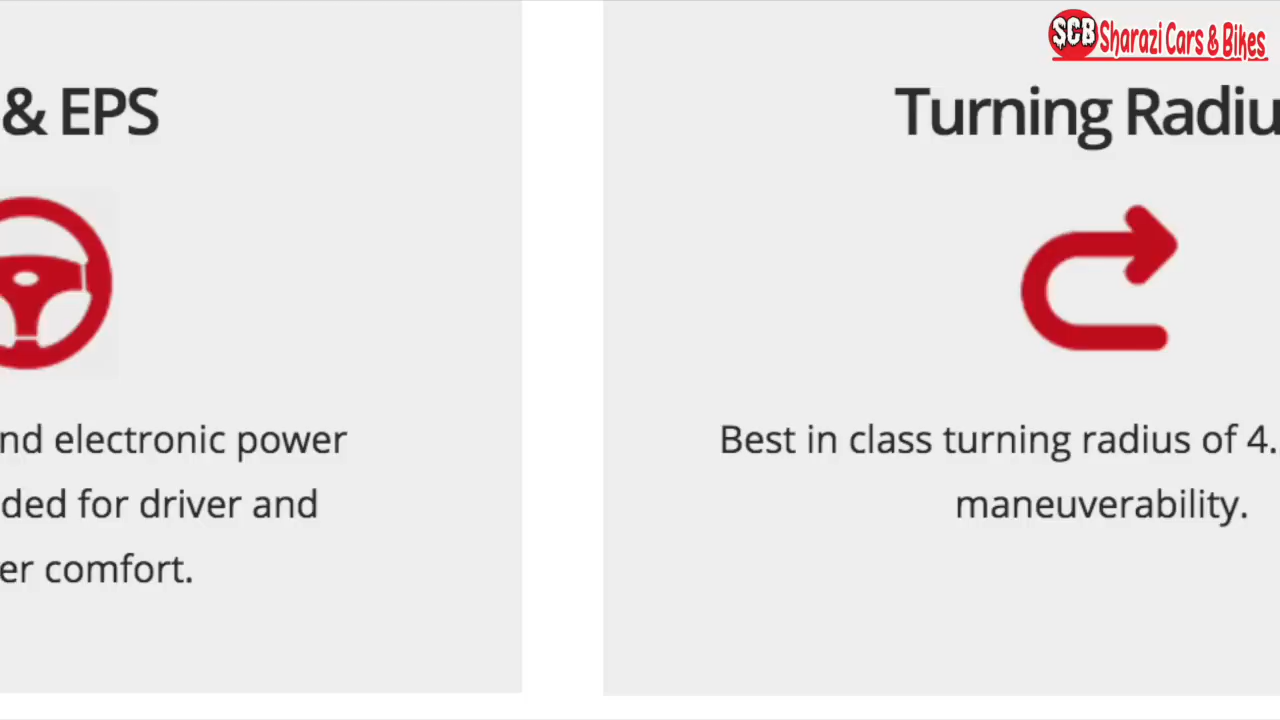 SCB Sharazi Cars & Bikes
& EPS
nd electronic power
ded for driver and
er comfort.
Turning Radiu
Best in class turning radius of 4.
maneuverability.